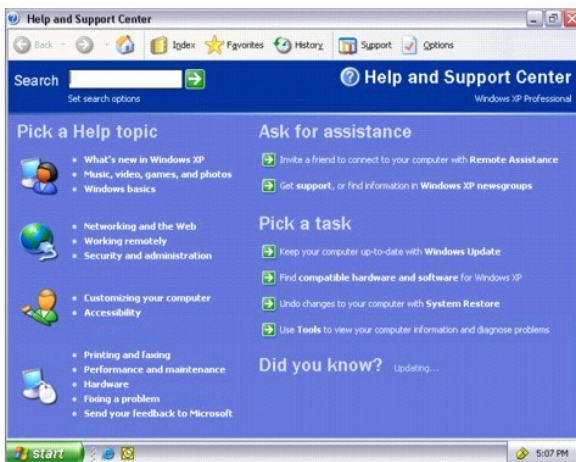 Help and Support Center
Back
Index
Favorites
History
Support
Options
Search
Set search options
Help and Support Center
Windows XP Professional
Pick a Help topic
What's new in Windows XP
Music, video, games, and photos
Windows basics
Networking and the Web
Working remotely
Security and administration
Customizing your computer
Accessibility
Printing and faxing
Performance and maintenance
Hardware
Fixing a problem
Send your feedback to Microsoft
Ask for assistance
Invite a friend to connect to your computer with Remote Assistance
Get support, or find information in Windows XP newsgroups
Pick a task
Keep your computer up-to-date with Windows Update
Find compatible hardware and software for Windows XP
Undo changes to your computer with System Restore
Use Tools to view your computer information and diagnose problems
Did you know? Updating...
start
5:07 PM